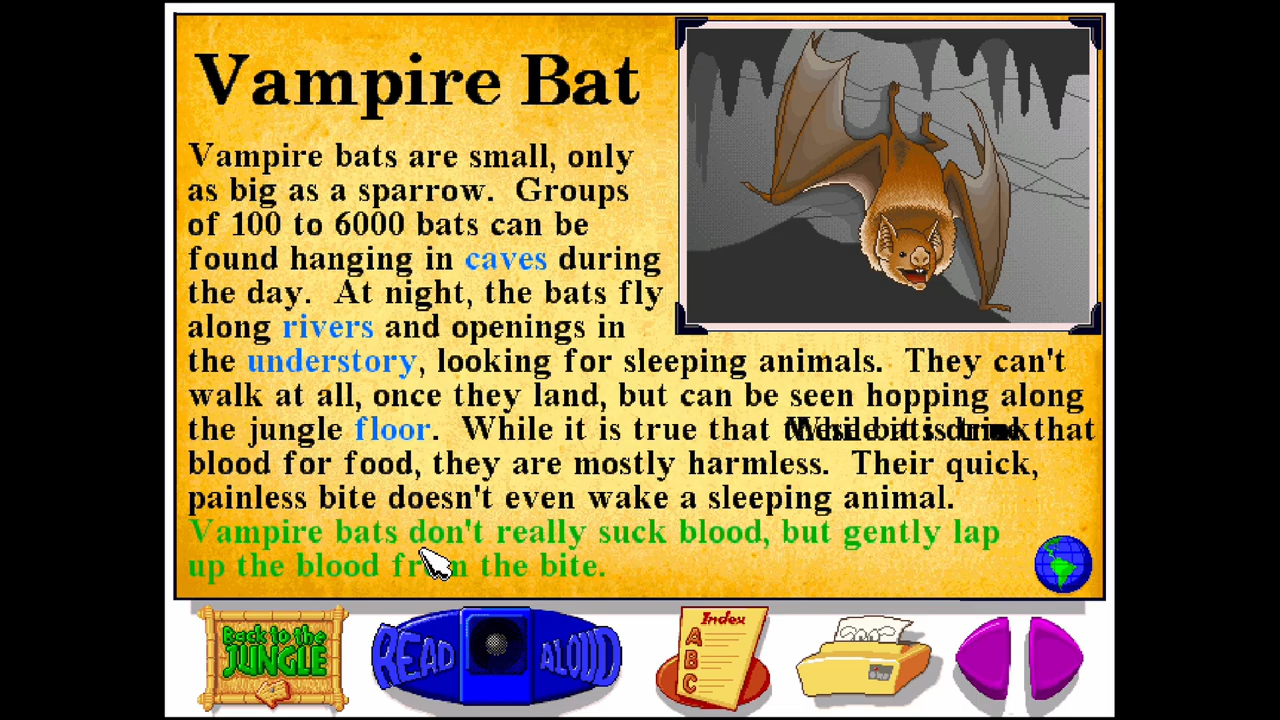 Vampire Bat
Vampire bats are small, only
as big as a sparrow.  Groups
of 100 to 6000 bats can be
found hanging in caves during
the day.  At night, the bats fly
along rivers and openings in
the understory, looking for sleeping animals.  They can't
walk at all, once they land, but can be seen hopping along
the jungle floor.  While it is true that
blood for food, they are mostly harmless.  Their quick,
painless bite doesn't even wake a sleeping animal.
Vampire bats don't really suck blood, but gently lap
up the blood from the bite.
Back to the
JUNGLE
READ ALOUD
Index
A
B
C